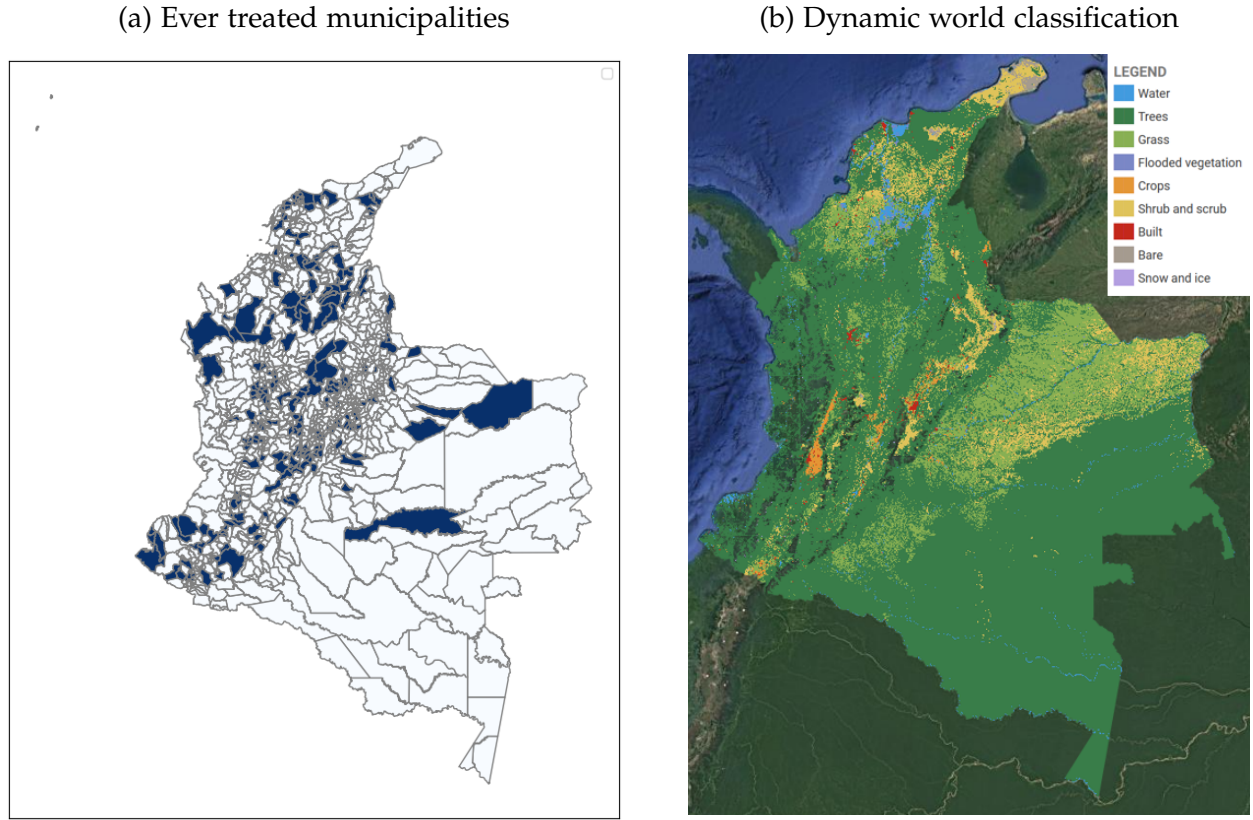 (a) Ever treated municipalities
(b) Dynamic world classification
LEGEND
Water
Trees
Grass
Flooded vegetation
Crops
Shrub and scrub
Built
Bare
Snow and ice